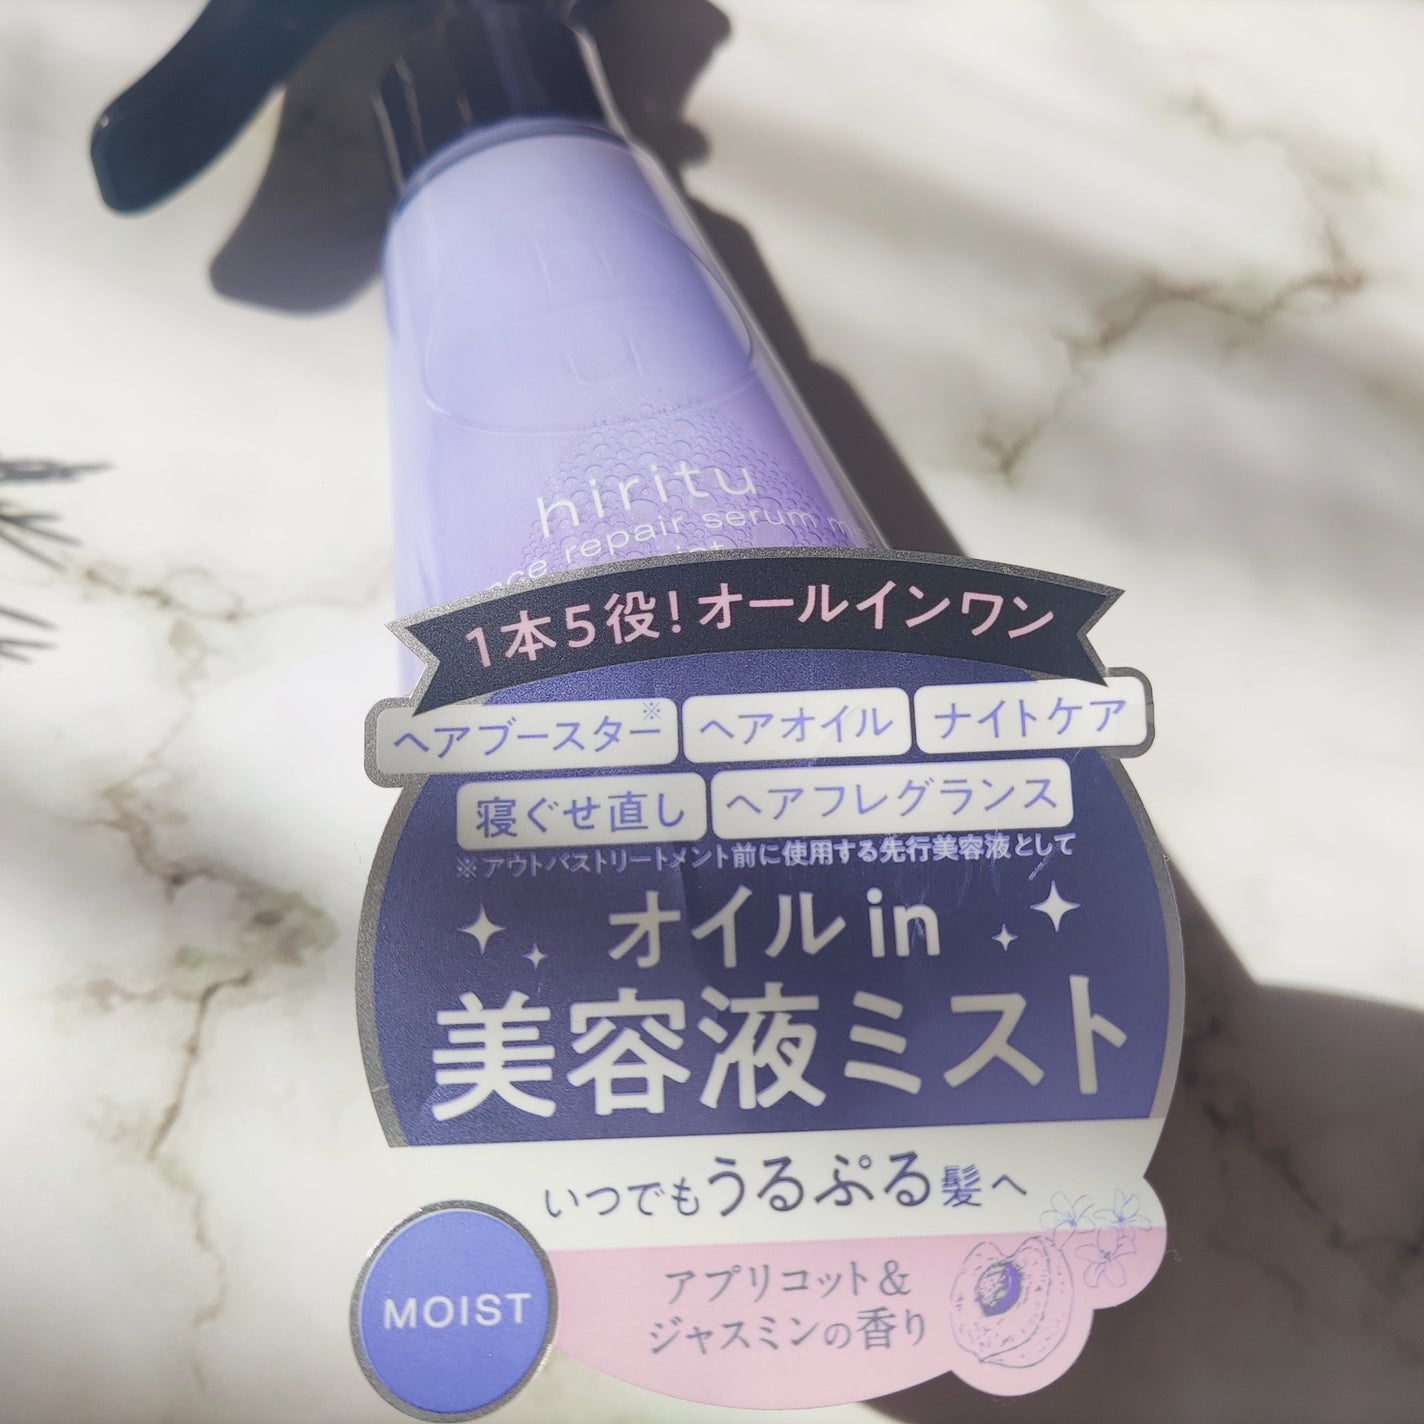 hiritu
repair serum
1本5役!オールインワン
ヘアブースター※ ヘアオイル ナイトケア
寝ぐせ直し ヘアフレグランス
※アウトバストリートメント前に使用する先行美容液として
オイルin
美容液ミスト
いつでもうるぷる髪へ
アプリコット&
ジャスミンの香り
MOIST